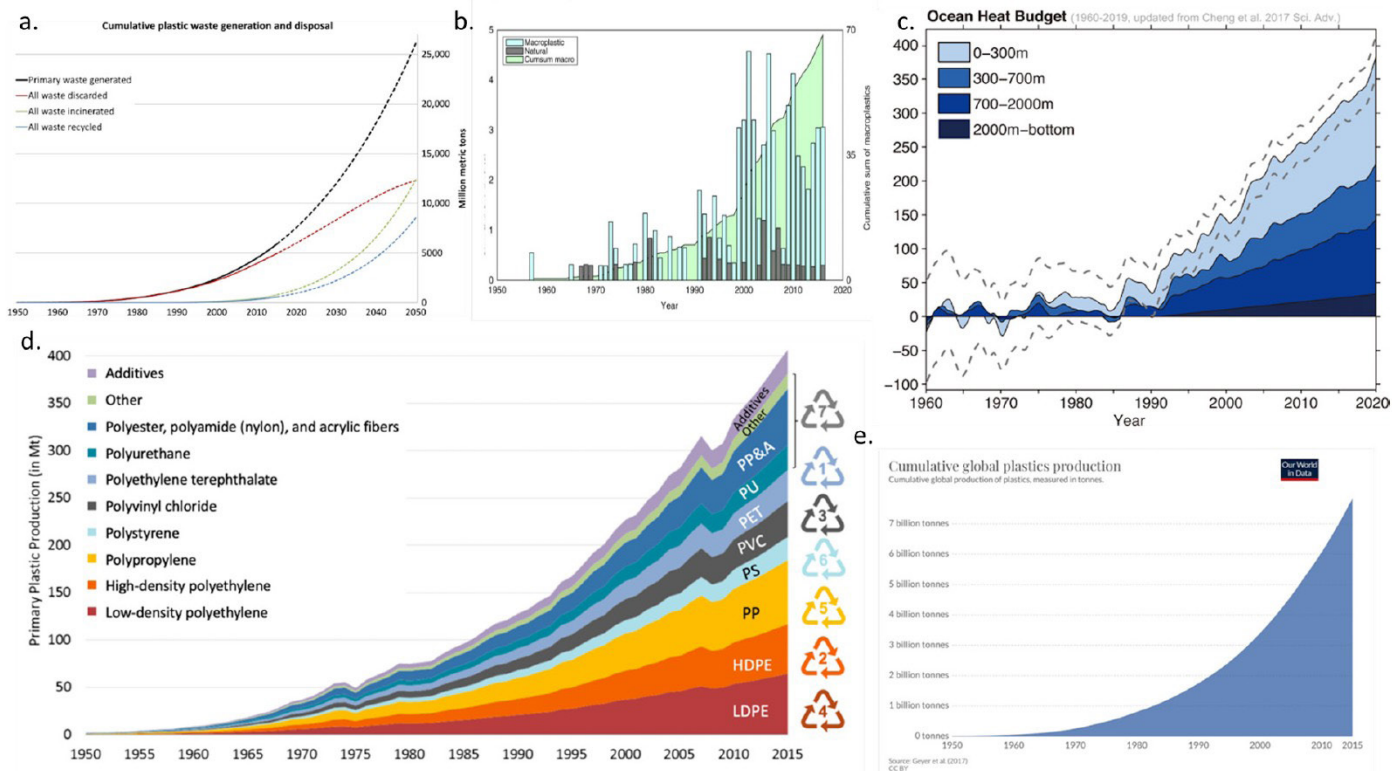 a.
Cumulative plastic waste generation and disposal
Primary waste generated
All waste discarded
All waste incinerated
All waste recycled
25,000
20,000
15,000
10,000
5000
0
Million metric tons
1950 1960 1970 1980 1990 2000 2010 2020 2030 2040 2050
b.
Macroplastic
Natural
Cumsum macro
5
4
3
2
1
0
70
35
0
Cumulative sum of macroplastics
1950 1960 1970 1980 1990 2000 2010 2020
Year
c.
Ocean Heat Budget (1960-2019, updated from Cheng et al. 2017 Sci. Adv.)
0−300m
300−700m
700−2000m
2000m−bottom
400
350
300
250
200
150
100
50
0
−50
−100
1960 1970 1980 1990 2000 2010 2020
Year
d.
Primary Plastic Production (in Mt)
400
350
300
250
200
150
100
50
0
Additives
Other
Polyester, polyamide (nylon), and acrylic fibers
Polyurethane
Polyethylene terephthalate
Polyvinyl chloride
Polystyrene
Polypropylene
High-density polyethylene
Low-density polyethylene
Additives
Other
PP&A
PU
PET
PVC
PS
PP
HDPE
LDPE
7
1
3
6
5
2
4
1950 1955 1960 1965 1970 1975 1980 1985 1990 1995 2000 2005 2010 2015
e.
Cumulative global plastics production
Cumulative global production of plastics, measured in tonnes.
Our World
in Data
7 billion tonnes
6 billion tonnes
5 billion tonnes
4 billion tonnes
3 billion tonnes
2 billion tonnes
1 billion tonnes
0 tonnes
1950 1960 1970 1980 1990 2000 2010 2015
Source: Geyer et al. (2017)
CC BY